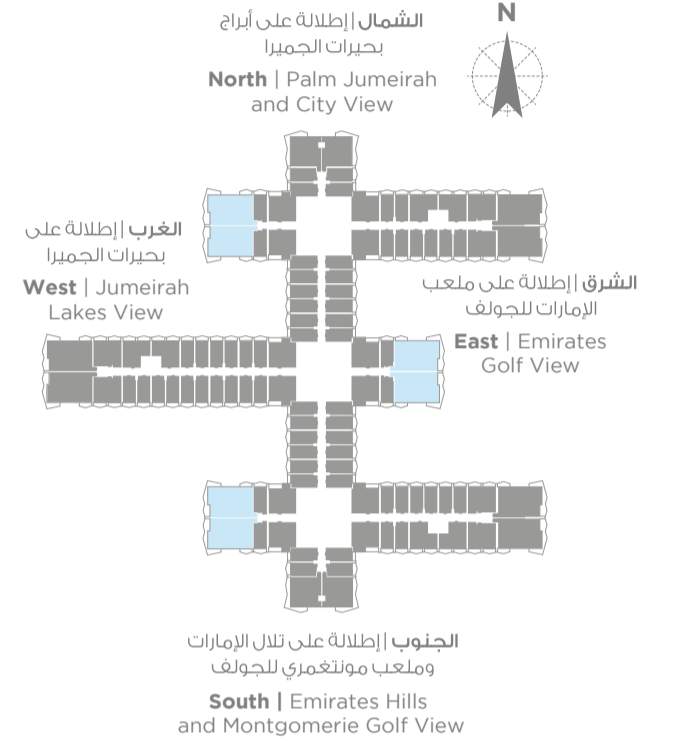 الشمال | إطلالة على أبراج
بحيرات الجميرا
North | Palm Jumeirah
and City View
N
الغرب | إطلالة على
بحيرات الجميرا
West | Jumeirah
Lakes View
الشرق | إطلالة على ملعب
الإمارات للجولف
East | Emirates
Golf View
الجنوب | إطلالة على تلال الإمارات
وملعب مونتغمري للجولف
South | Emirates Hills
and Montgomerie Golf View